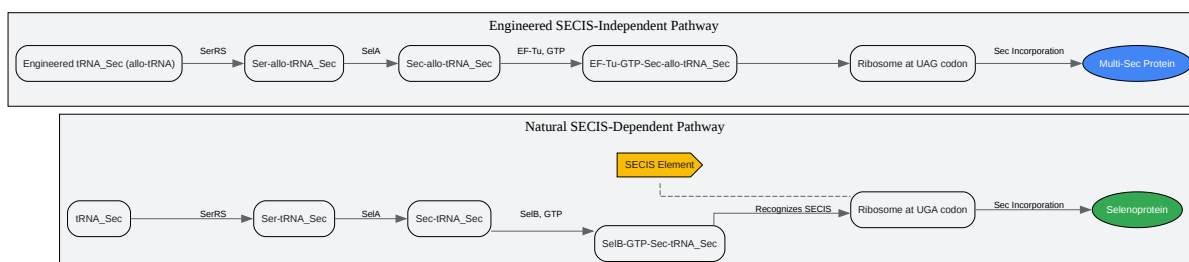 Engineered SECIS-Independent Pathway
Engineered tRNA_Sec (allo-tRNA)
SerRS
Ser-allo-tRNA_Sec
SelA
Sec-allo-tRNA_Sec
EF-Tu, GTP
EF-Tu-GTP-Sec-allo-tRNA_Sec
Ribosome at UAG codon
Sec Incorporation
Multi-Sec Protein
Natural SECIS-Dependent Pathway
SECIS Element
tRNA_Sec
SerRS
Ser-tRNA_Sec
SelA
Sec-tRNA_Sec
SelB, GTP
SelB-GTP-Sec-tRNA_Sec
Recognizes SECIS
Ribosome at UGA codon
Sec Incorporation
Selenoprotein